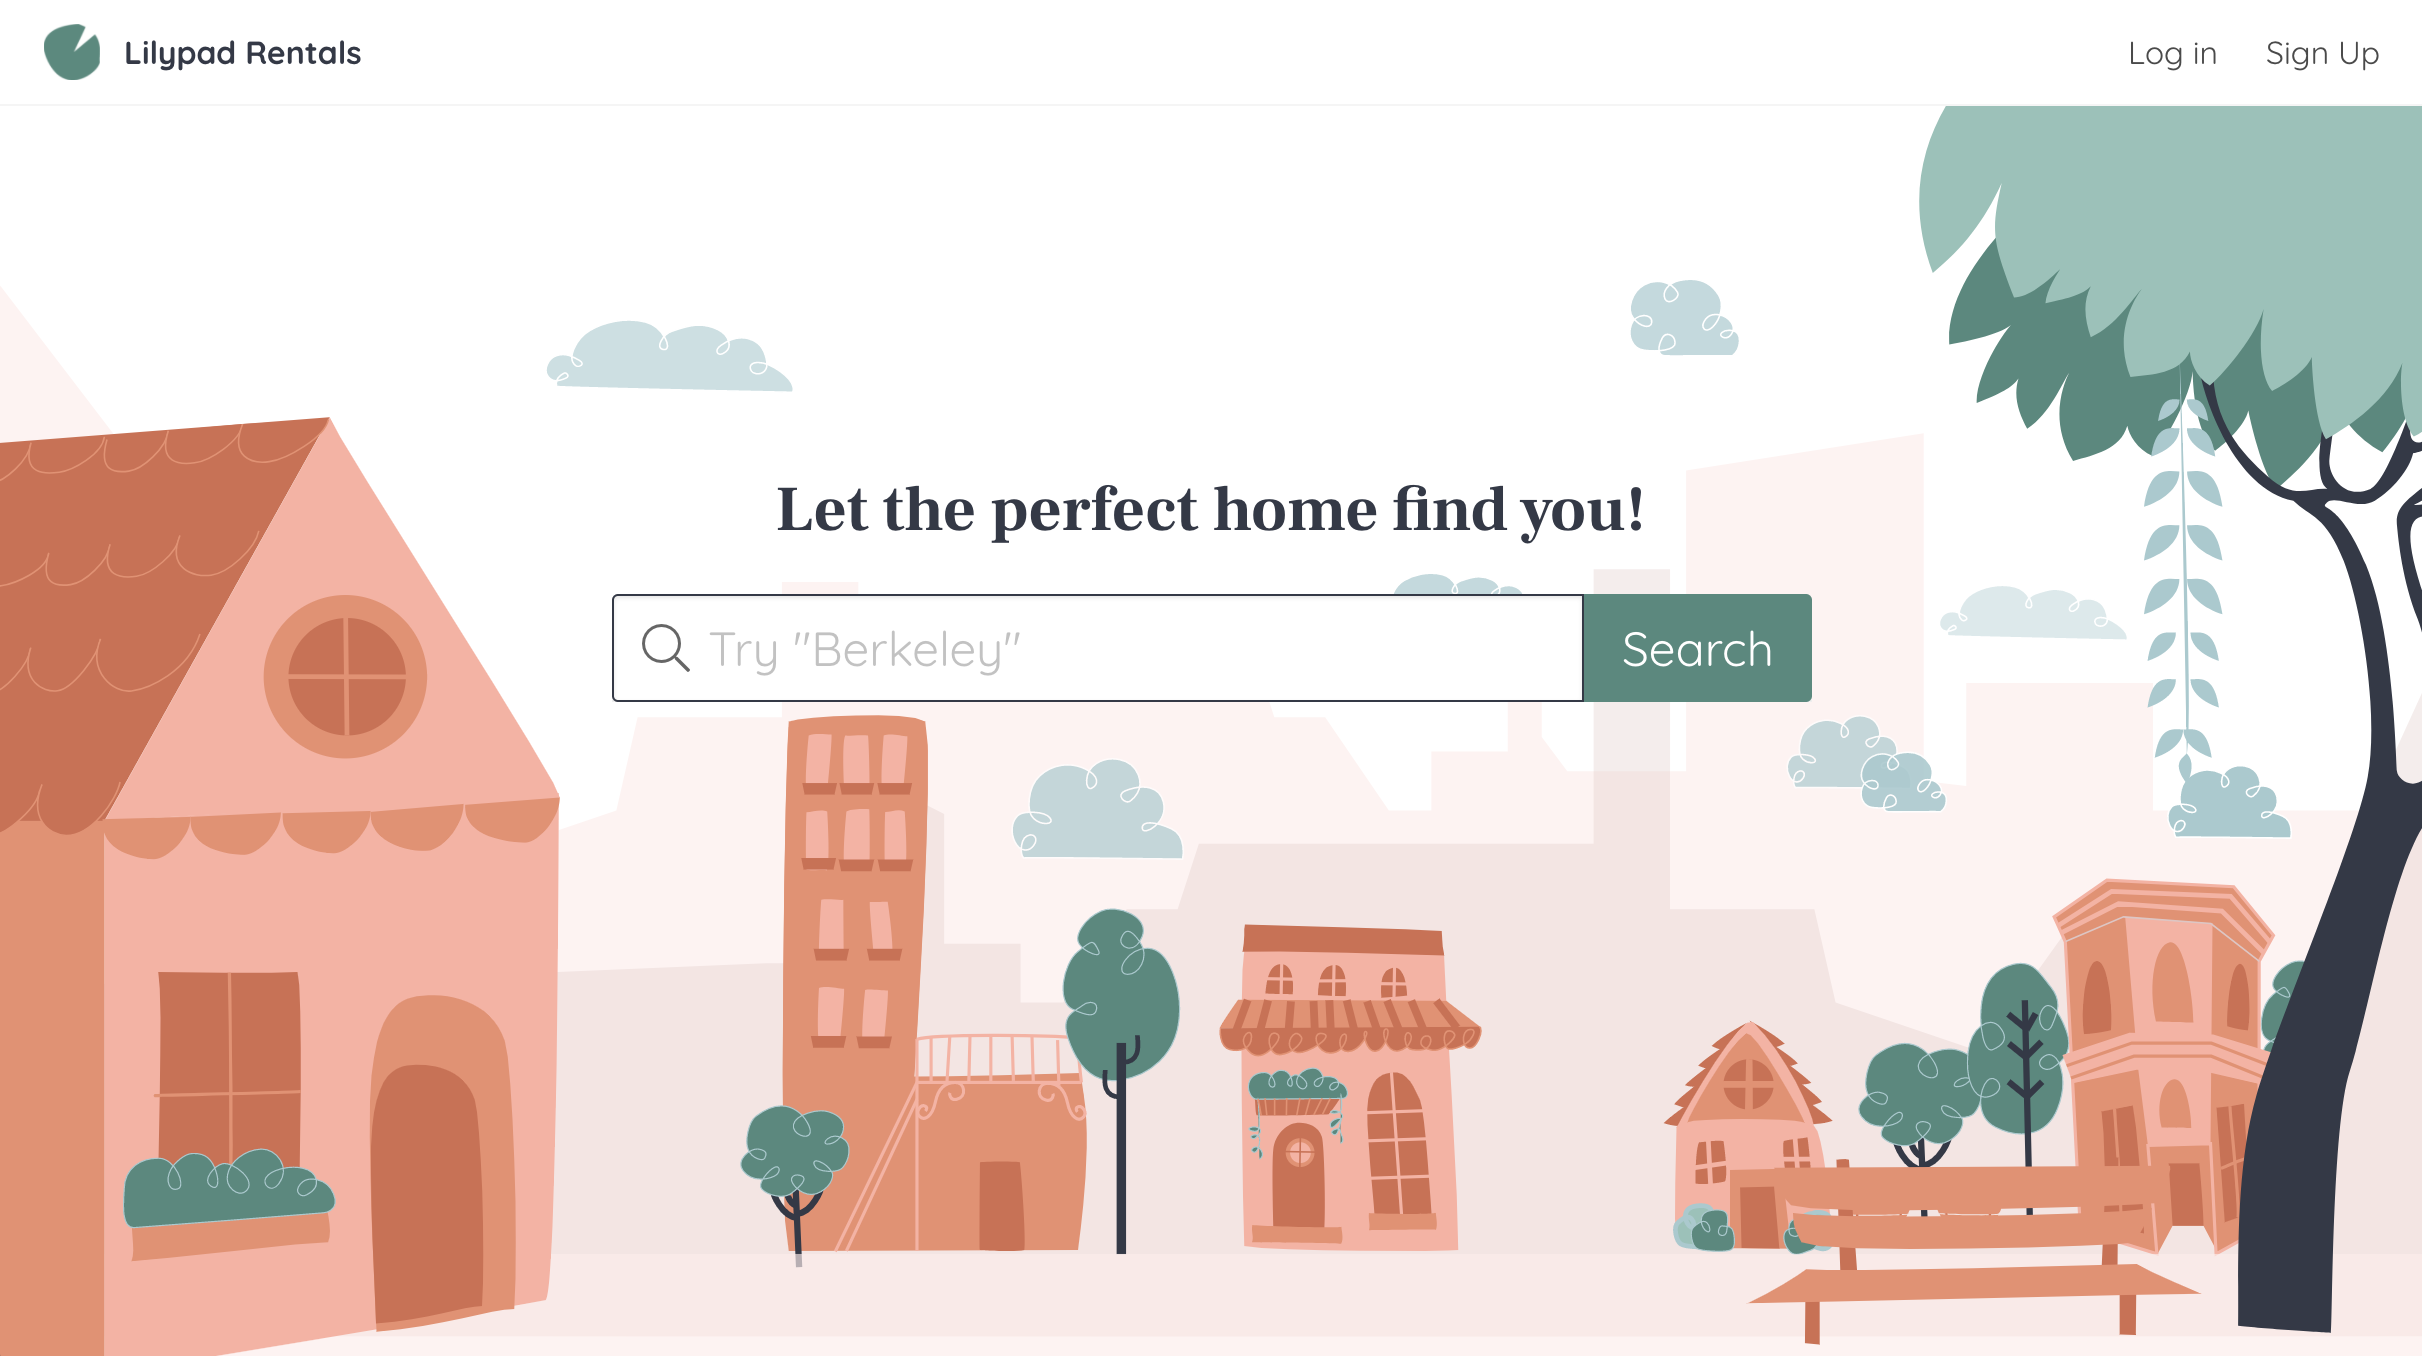 Lilypad Rentals
Log in
Sign Up
Let the perfect home find you!
Try "Berkeley"
Search